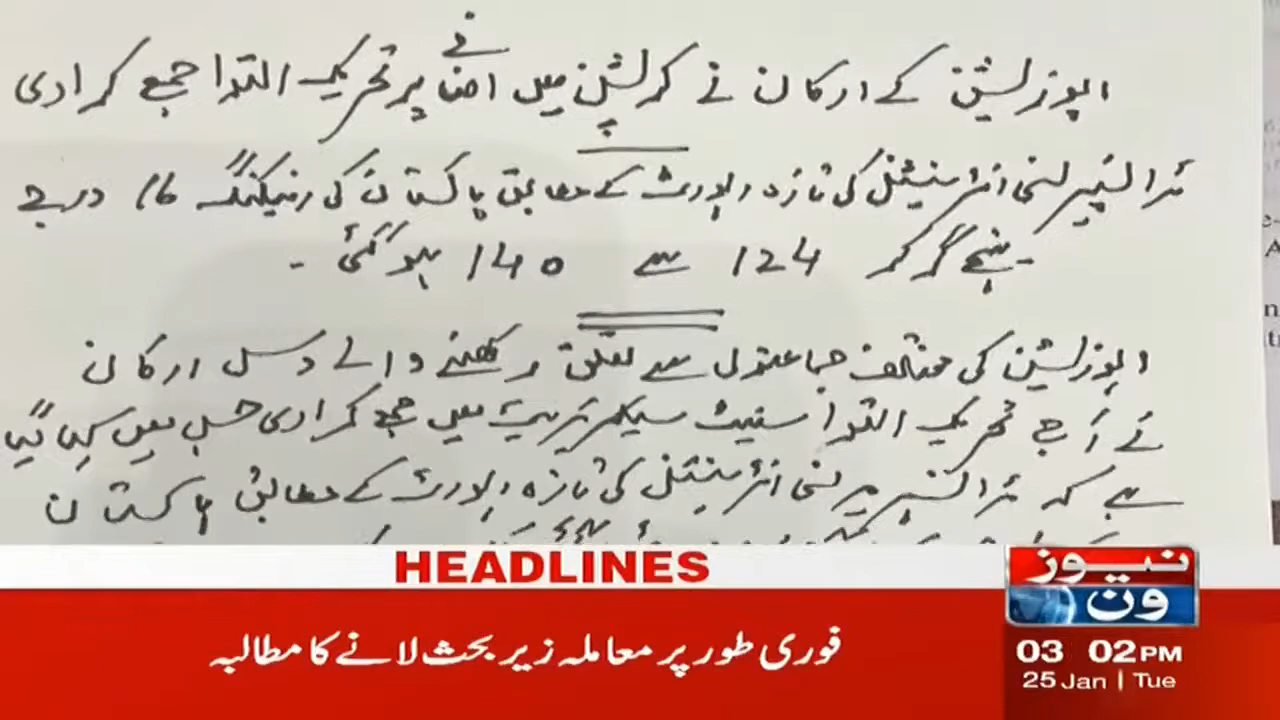 اپوزیشن کے ارکان نے کرپشن میں اضافے پر تحریک التوا جمع کرا دی
ٹرانسپیرنسی انٹرنیشنل کی تازہ رپورٹ کے مطابق پاکستان کی رینکنگ 16 درجے
نیچے گر کر 124 سے 140 ہو گئی -
اپوزیشن کی مختلف جماعتوں سے تعلق رکھنے والے دس ارکان
نے آج تحریک التوا سنیٹ سیکریٹریٹ میں جمع کرا دی جس میں کہا گیا
ہے کہ ٹرانسپیرنسی انٹرنیشنل کی تازہ رپورٹ کے مطابق پاکستان
HEADLINES
نیوز
ون
فوری طور پر معاملہ زیر بحث لانے کا مطالبہ
03 02 PM
25 Jan | Tue